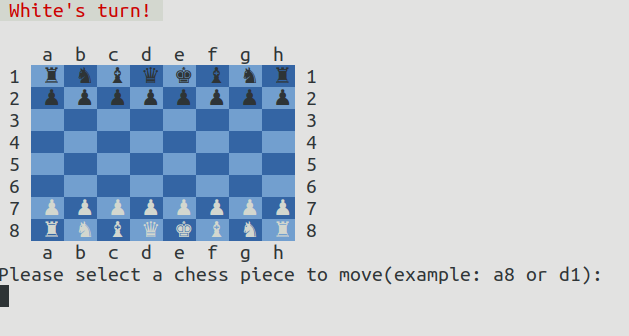 White's turn!
a b c d e f g h
1 ♜ ♞ ♝ ♛ ♚ ♝ ♞ ♜ 1
2 ♟ ♟ ♟ ♟ ♟ ♟ ♟ ♟ 2
3 3
4 4
5 5
6 6
7 ♟ ♟ ♟ ♟ ♟ ♟ ♟ ♟ 7
8 ♜ ♞ ♝ ♛ ♚ ♝ ♞ ♜ 8
a b c d e f g h
Please select a chess piece to move(example: a8 or d1):